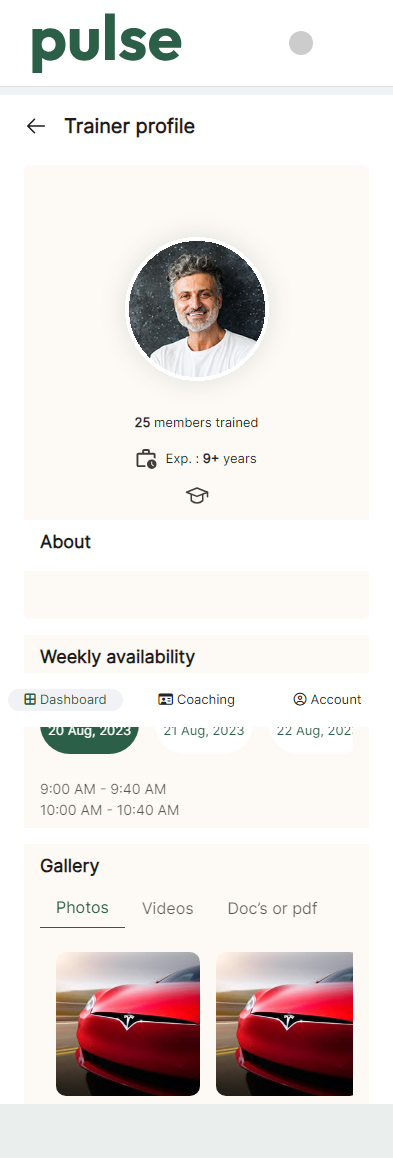 pulse
Trainer profile
25 members trained
Exp. : 9+ years
About
Weekly availability
Dashboard Coaching Account
20 Aug, 2023 21 Aug, 2023 22 Aug, 202
9:00 AM - 9:40 AM
10:00 AM - 10:40 AM
Gallery
Photos Videos Doc's or pdf